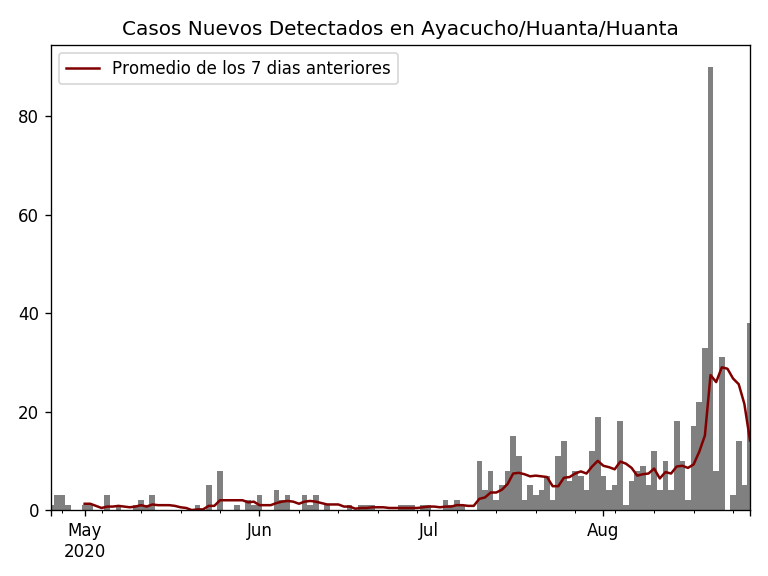 Casos Nuevos Detectados en Ayacucho/Huanta/Huanta
Promedio de los 7 dias anteriores
80
60
40
20
0
May Jun Jul Aug
2020